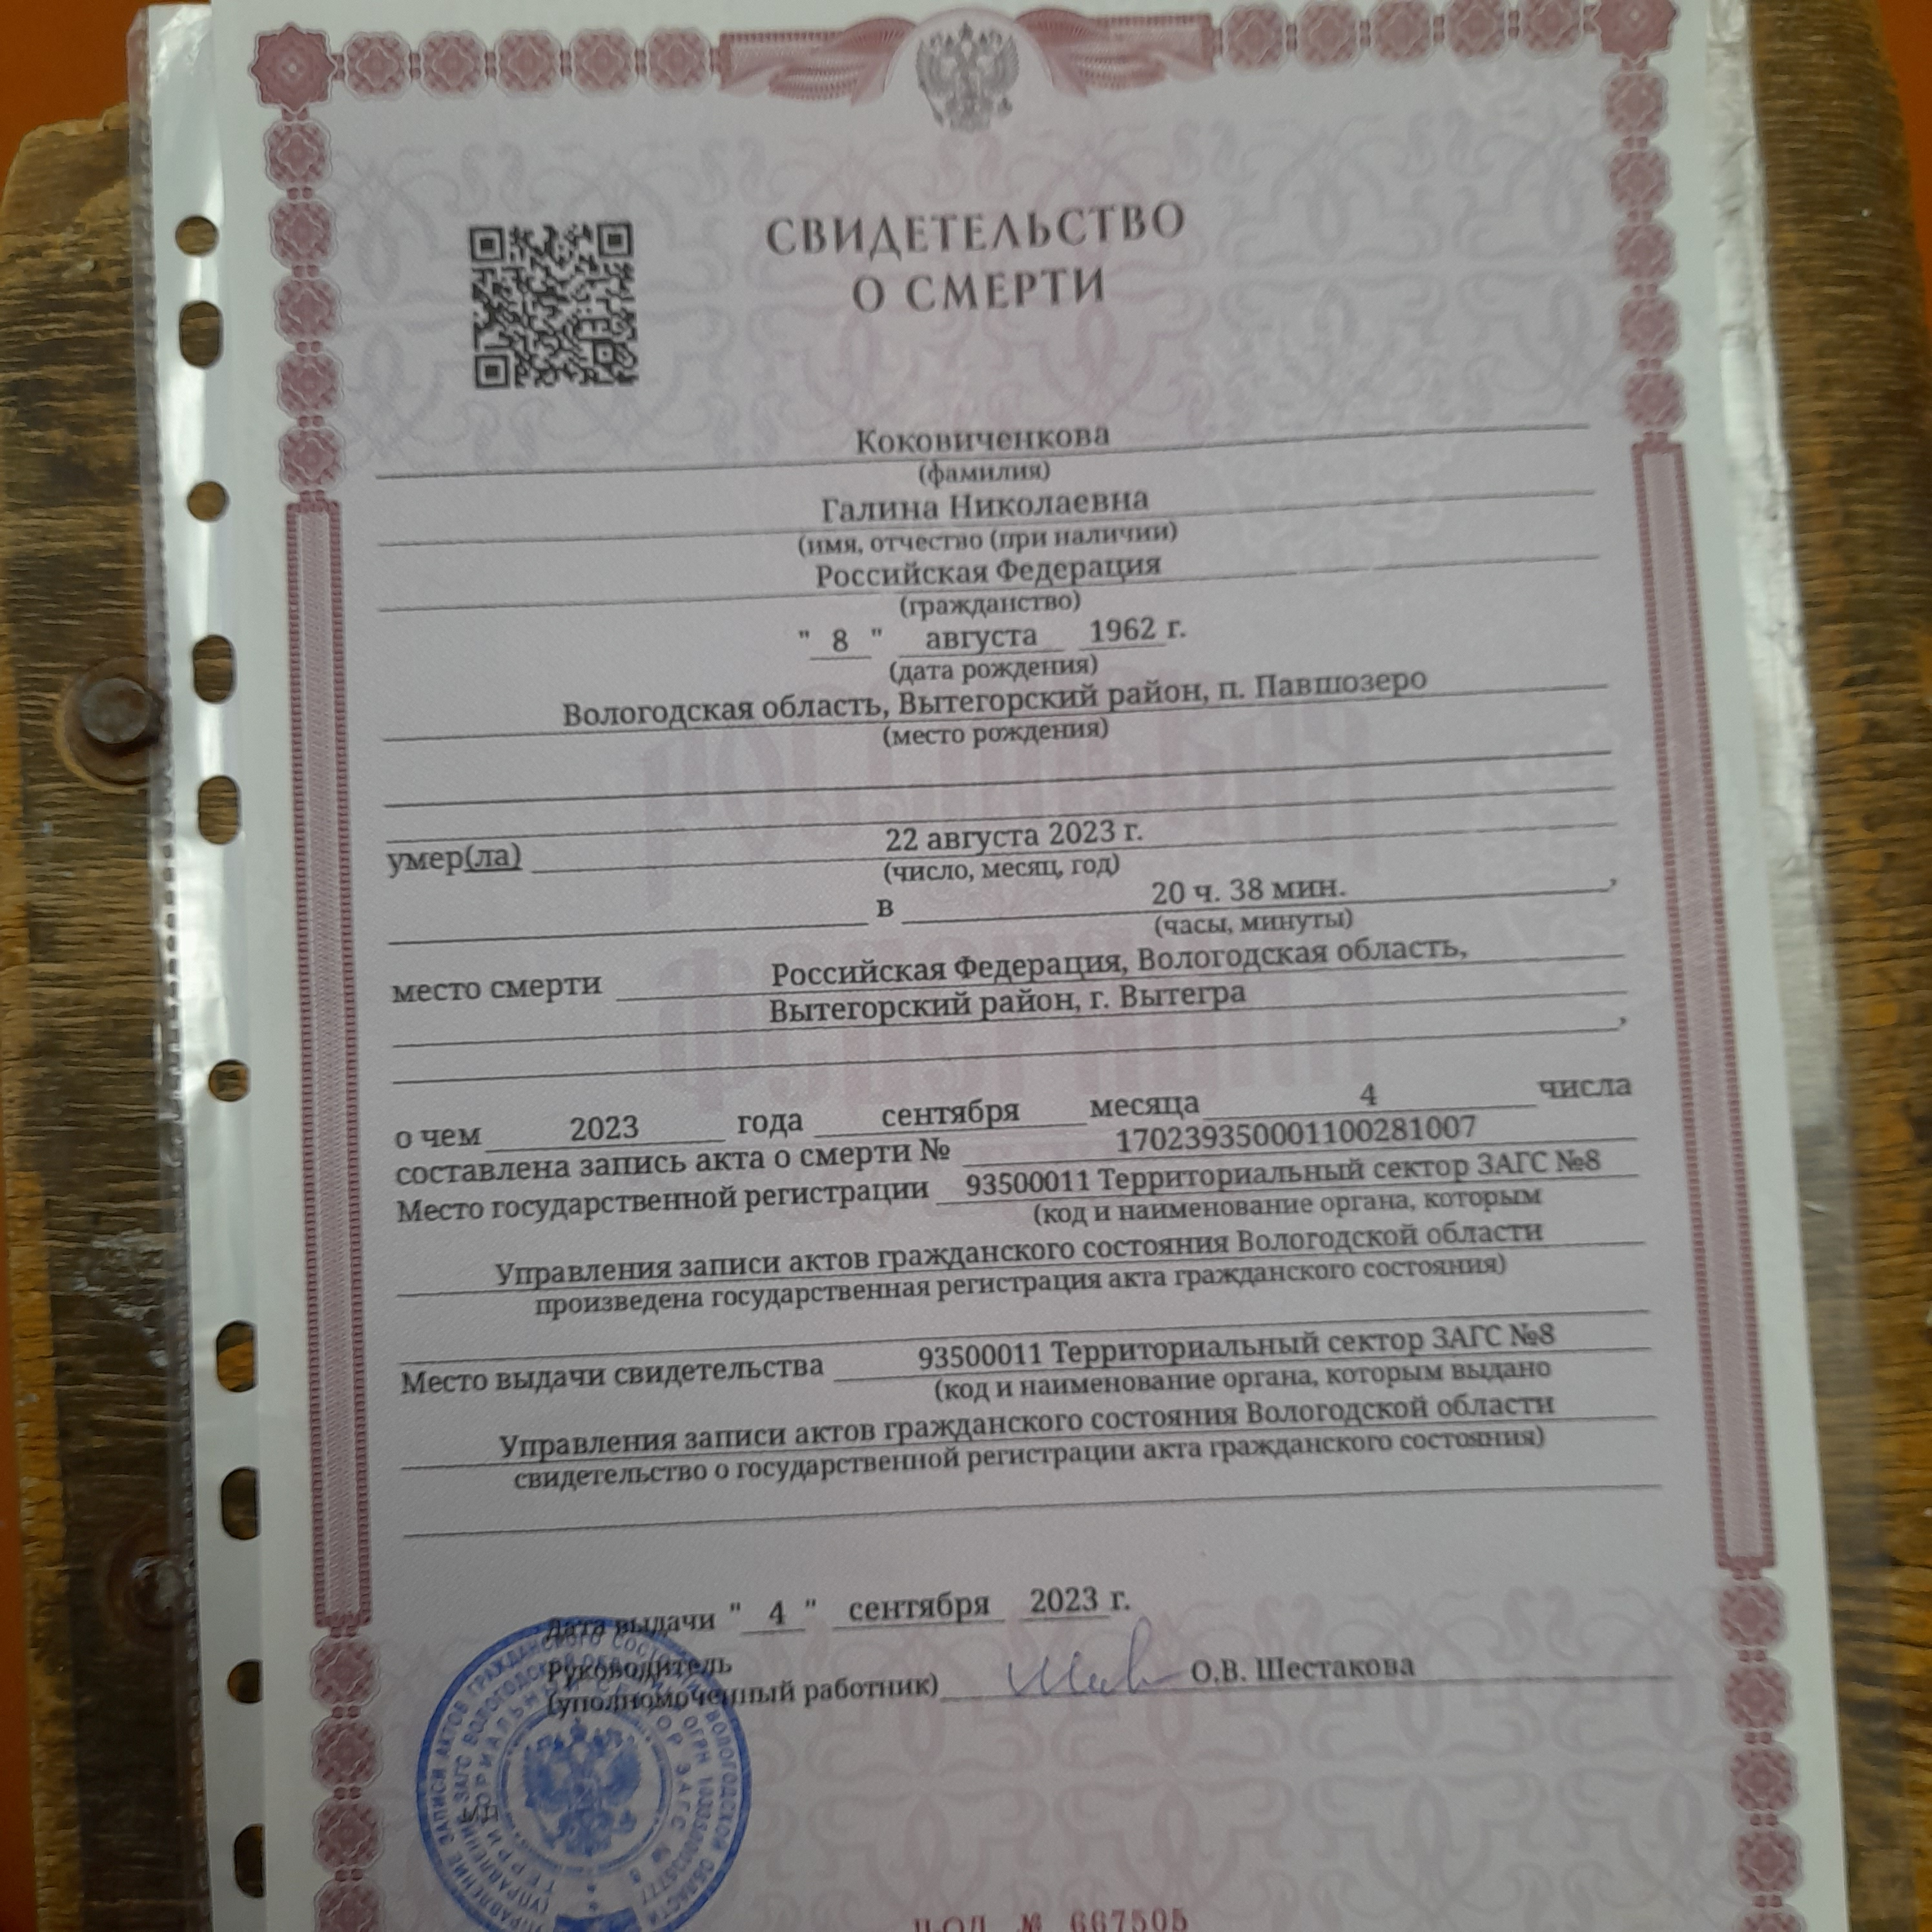 СВИДЕТЕЛЬСТВО
О СМЕРТИ
Коковиченкова
(фамилия)
Галина Николаевна
(имя, отчество (при наличии)
Российская Федерация
(гражданство)
" 8 " августа 1962 г.
(дата рождения)
Вологодская область, Вытегорский район, п. Павшозеро
(место рождения)
умер(ла) 22 августа 2023 г.
(число, месяц, год)
в 20 ч. 38 мин.,
(часы, минуты)
место смерти Российская Федерация, Вологодская область,
Вытегорский район, г. Вытегра
,
о чем 2023 года сентября месяца 4 числа
составлена запись акта о смерти № 170239350001100281007
Место государственной регистрации 93500011 Территориальный сектор ЗАГС №8
(код и наименование органа, которым
Управления записи актов гражданского состояния Вологодской области
произведена государственная регистрация акта гражданского состояния)
Место выдачи свидетельства 93500011 Территориальный сектор ЗАГС №8
(код и наименование органа, которым выдано
Управления записи актов гражданского состояния Вологодской области
свидетельство о государственной регистрации акта гражданского состояния)
Дата выдачи " 4 " сентября 2023 г.
Руководитель
(уполномоченный работник) О.В. Шестакова
№ 667505